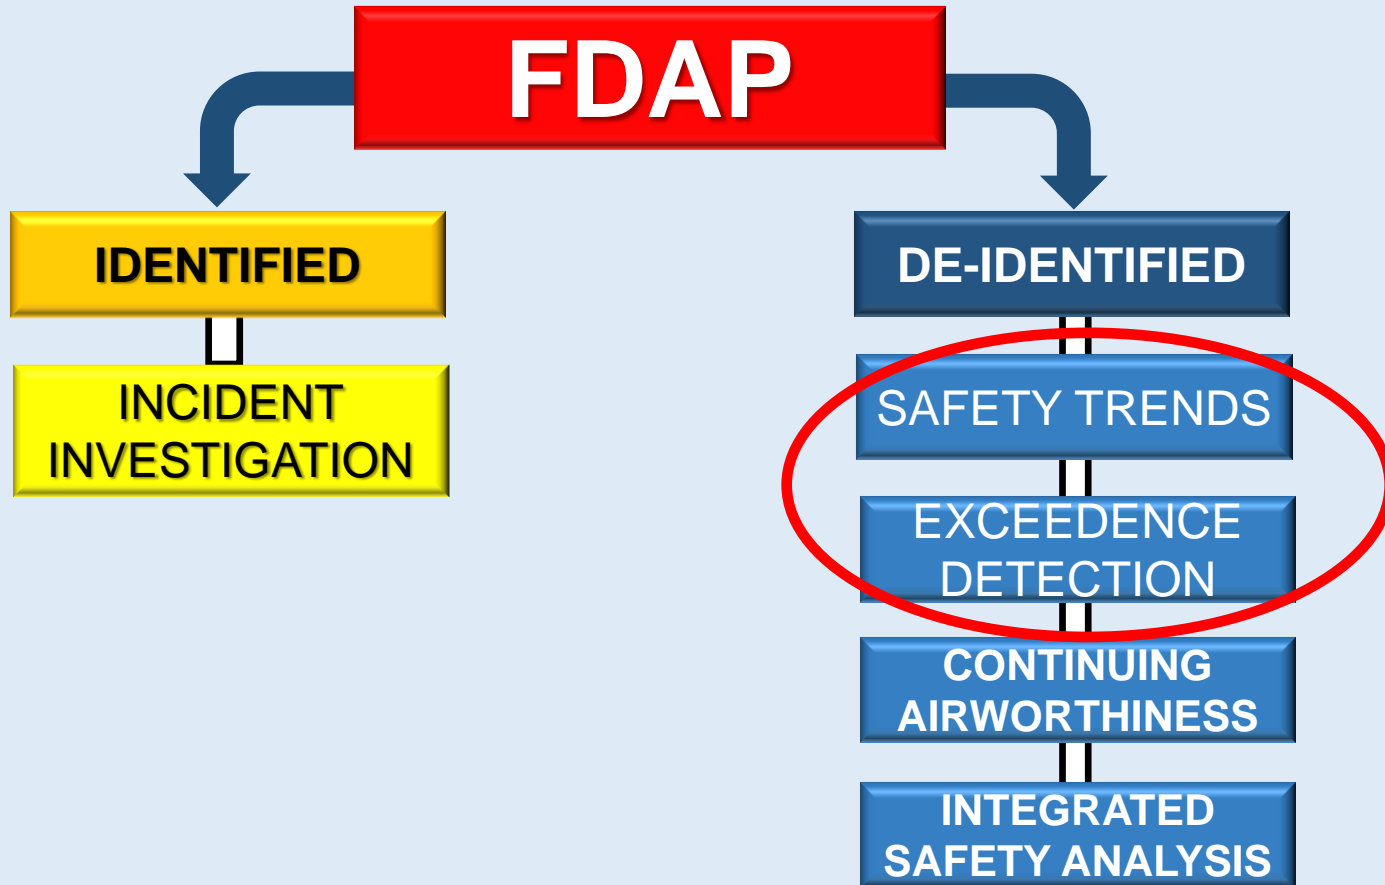 FDAP
IDENTIFIED
INCIDENT
INVESTIGATION
DE-IDENTIFIED
SAFETY TRENDS
EXCEEDENCE
DETECTION
CONTINUING
AIRWORTHINESS
INTEGRATED
SAFETY ANALYSIS